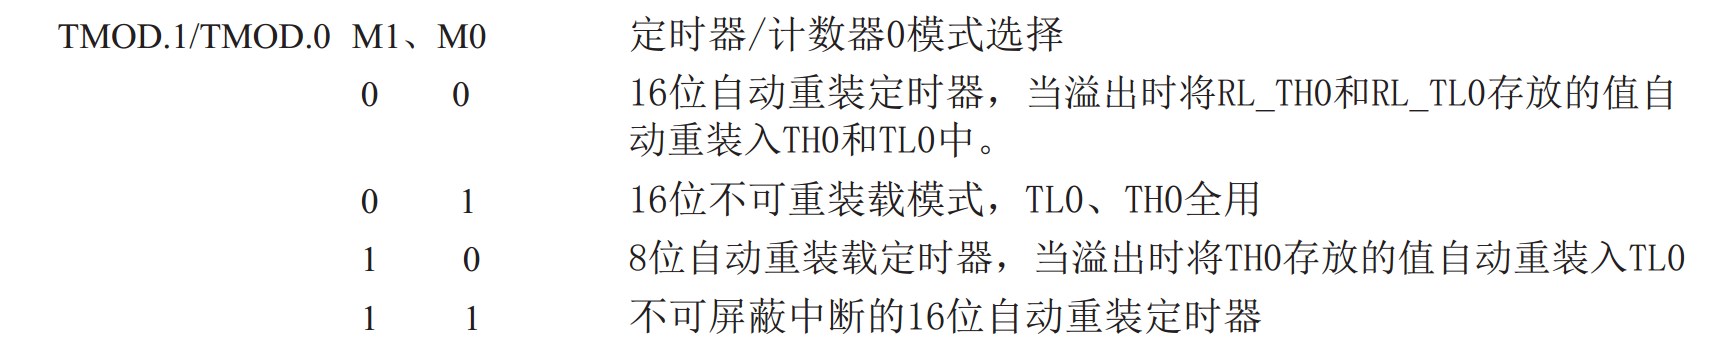 TMOD.1/TMOD.0 M1、M0 定时器/计数器0模式选择
0 0 16位自动重装定时器，当溢出时将RL_TH0和RL_TL0存放的值自
动重装入TH0和TL0中。
0 1 16位不可重装载模式，TL0、TH0全用
1 0 8位自动重装载定时器，当溢出时将TH0存放的值自动重装入TL0
1 1 不可屏蔽中断的16位自动重装定时器